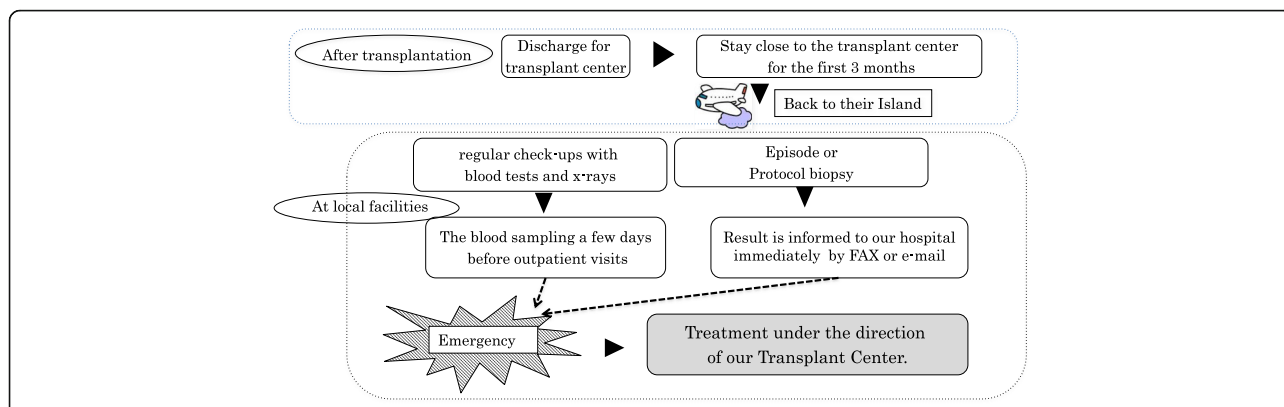 After transplantation
Discharge for
transplant center
Stay close to the transplant center
for the first 3 months
Back to their Island
regular check-ups with
blood tests and x-rays
Episode or
Protocol biopsy
At local facilities
The blood sampling a few days
before outpatient visits
Result is informed to our hospital
immediately by FAX or e-mail
Emergency
Treatment under the direction
of our Transplant Center.